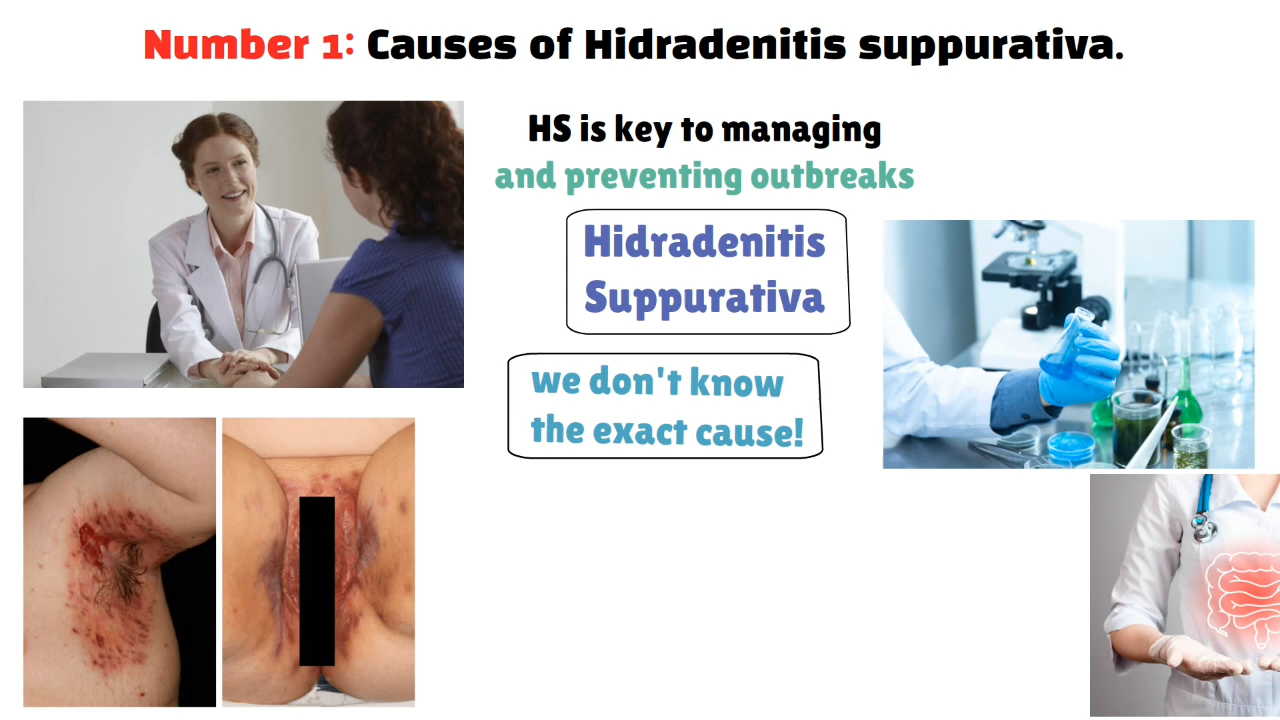 Number 1: Causes of Hidradenitis suppurativa.
HS is key to managing
and preventing outbreaks
Hidradenitis
Suppurativa
we don't know
the exact cause!